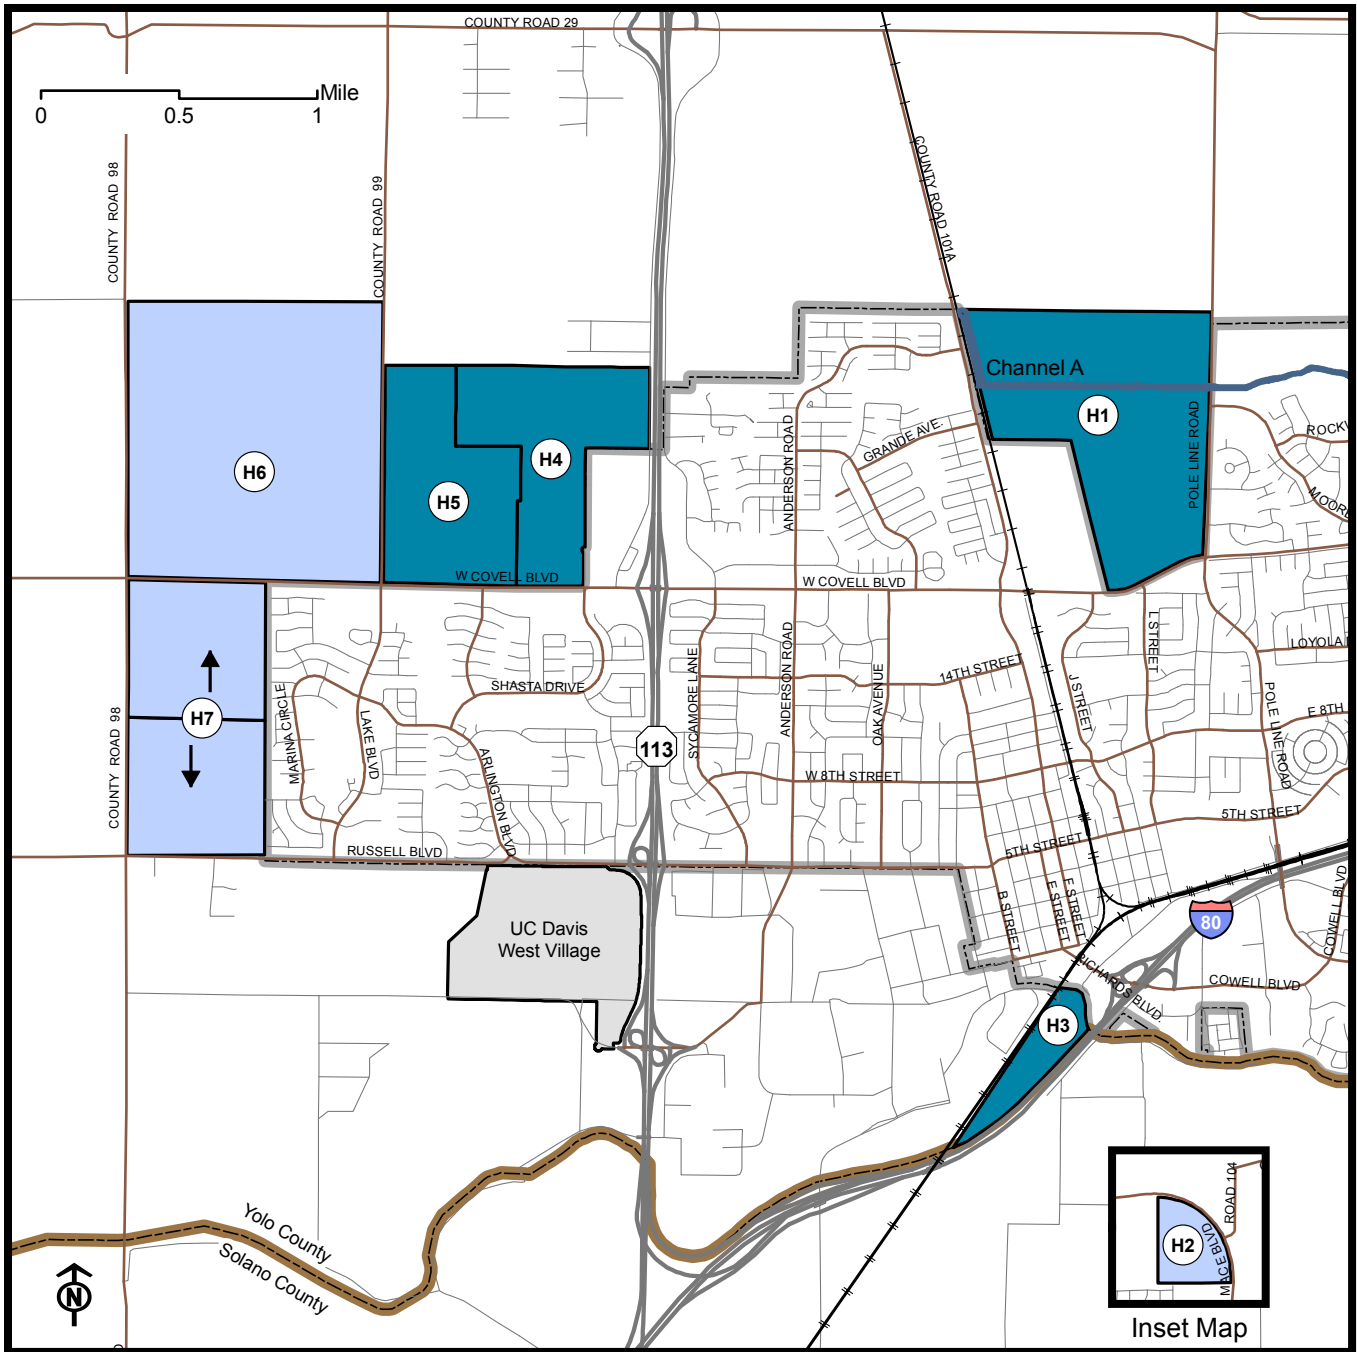 COUNTY ROAD 29
Mile
0 0.5 1
COUNTY ROAD 98
COUNTY ROAD 99
COUNTY ROAD 101A
Channel A
H1
POLE LINE ROAD
ANDERSON ROAD
GRANDE AVE.
H6
H4
H5
MOORE
W COVELL BLVD
W COVELL BLVD
L STREET
LOYOLA
14TH STREET
J STREET
SHASTA DRIVE
MARINA CIRCLE
LAKE BLVD
H7
COUNTY ROAD 98
ARLINGTON BLVD
113
SYCAMORE LANE
ANDERSON ROAD
OAK AVENUE
POLE LINE ROAD
E 8TH
W 8TH STREET
5TH STREET
5TH STREET
RUSSELL BLVD
B STREET
E STREET
F STREET
80
COWELL BLVD
UC Davis
West Village
RICHARDS BLVD.
COWELL BLVD
H3
Yolo County
Solano County
N
ROAD 104
MACE BLVD
H2
Inset Map